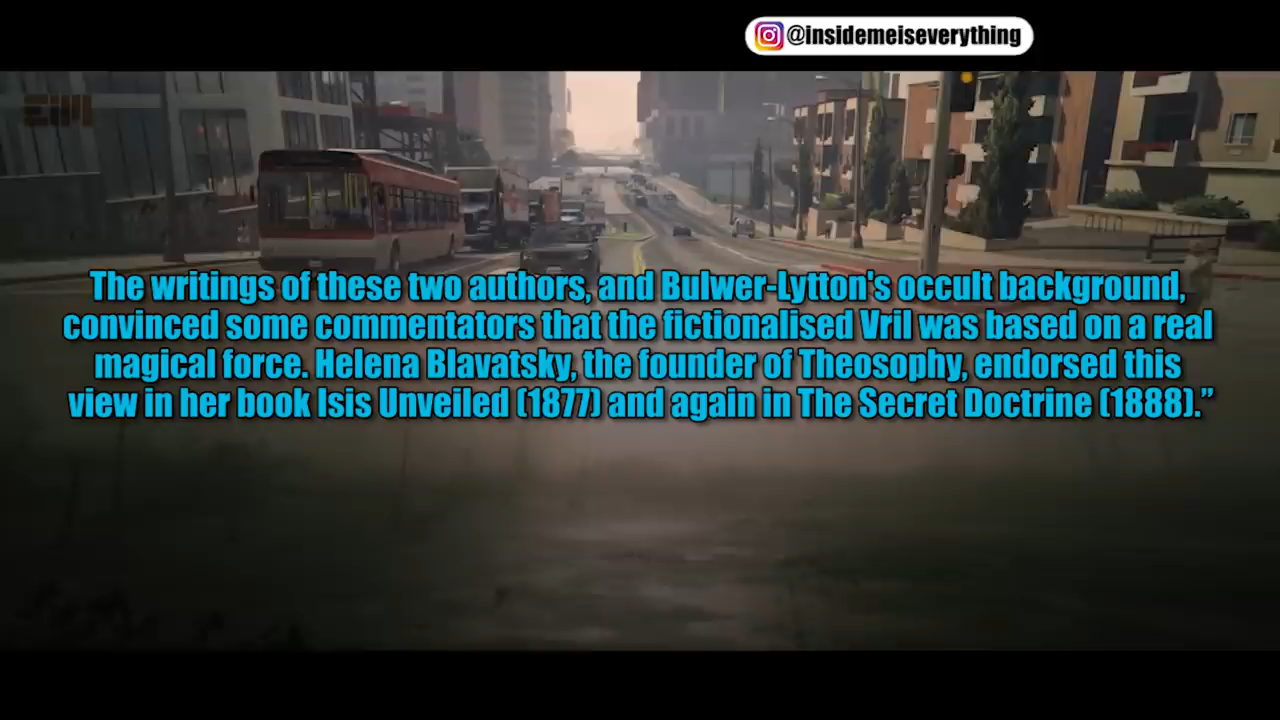 @insidemeiseverything
EIM
The writings of these two authors, and Bulwer-Lytton's occult background,
convinced some commentators that the fictionalised Vril was based on a real
magical force. Helena Blavatsky, the founder of Theosophy, endorsed this
view in her book Isis Unveiled (1877) and again in The Secret Doctrine (1888).”